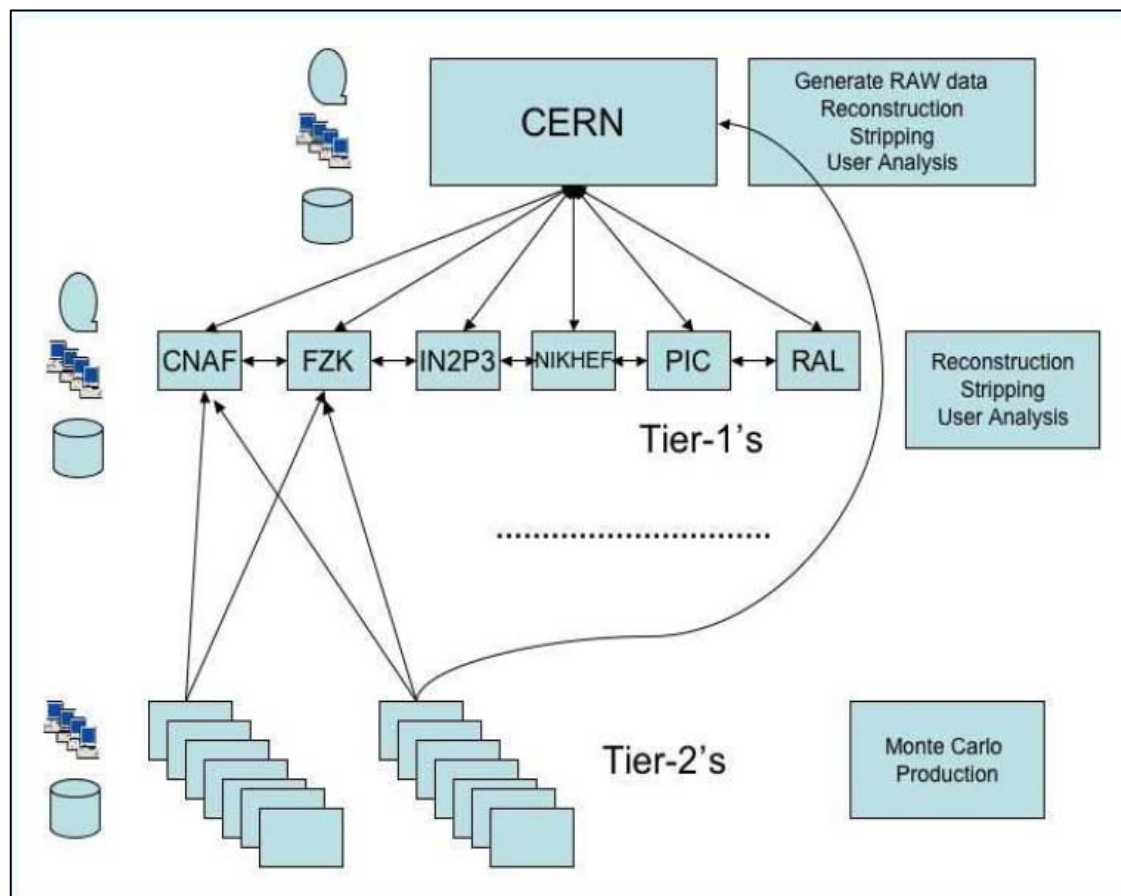 CERN
Generate RAW data
Reconstruction
Stripping
User Analysis
CNAF
FZK
IN2P3
NIKHEF
PIC
RAL
Reconstruction
Stripping
User Analysis
Tier-1's
Tier-2's
Monte Carlo
Production